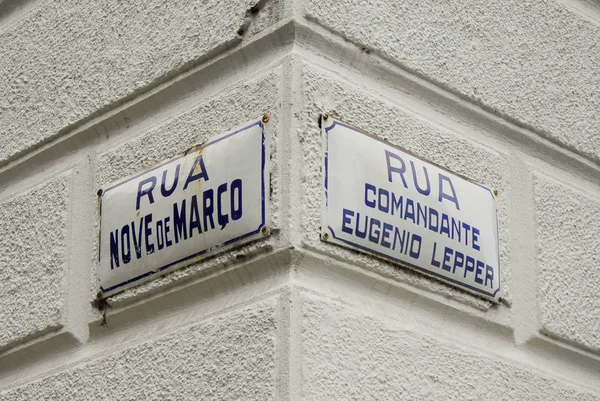 RUA
NOVE DE MARÇO
RUA
COMANDANTE
EUGENIO LEPPER